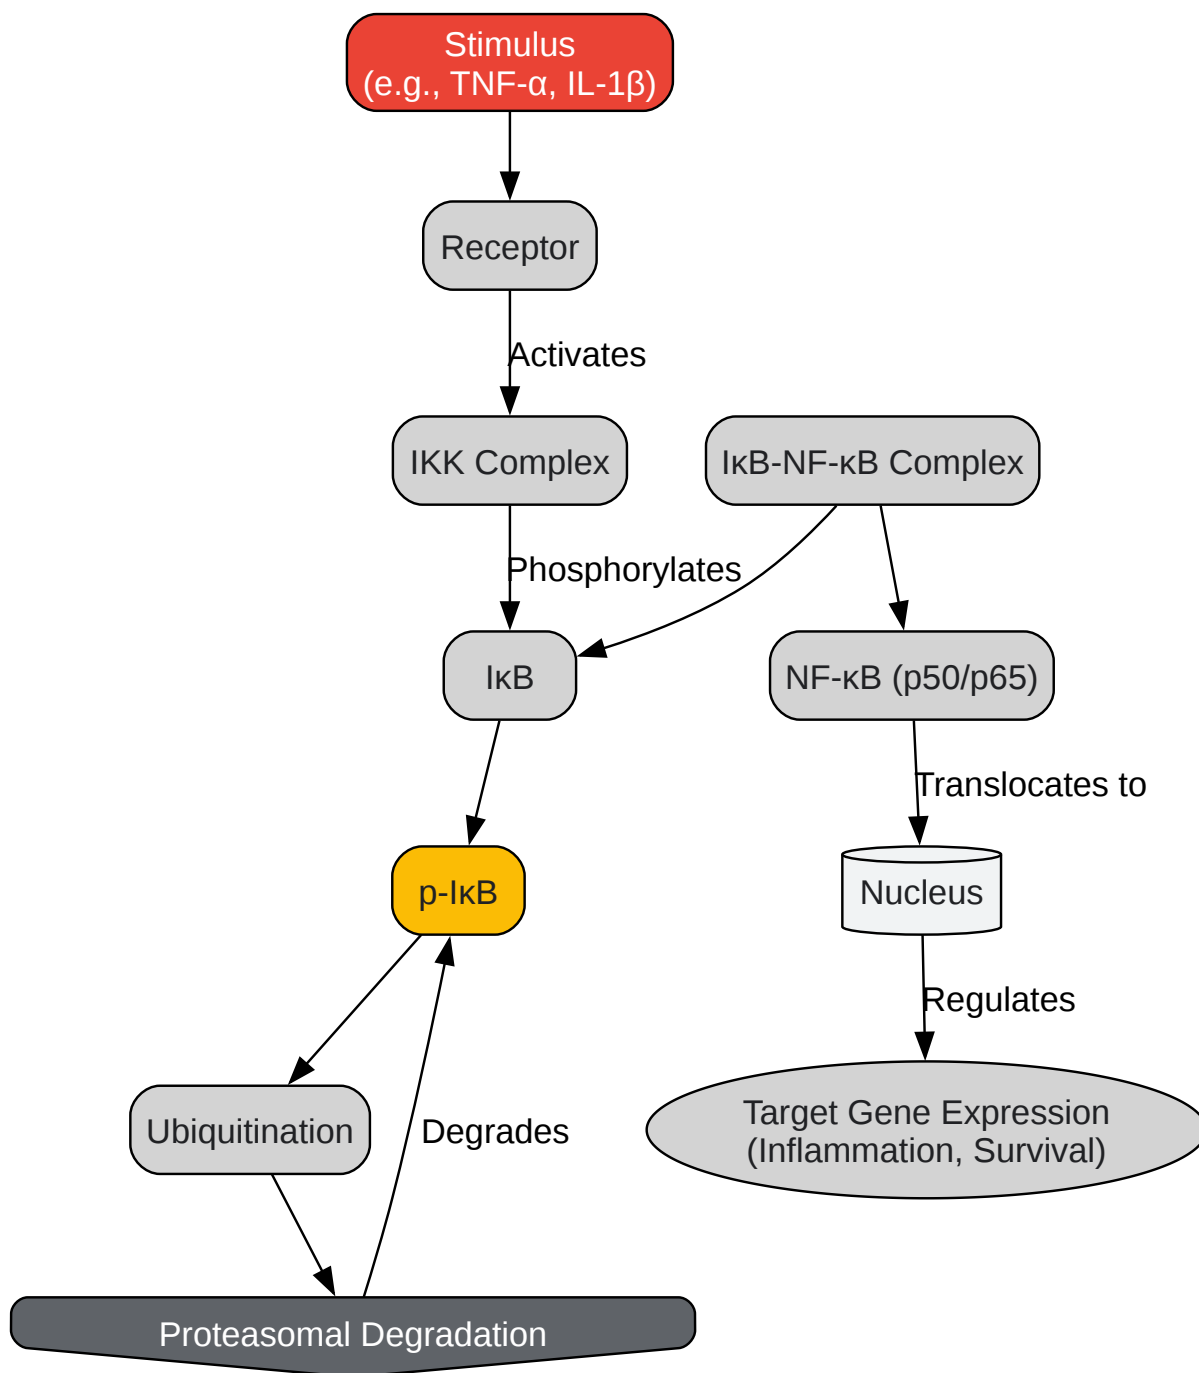 Stimulus
(e.g., TNF-α, IL-1β)
Receptor
Activates
IKK Complex
IκB-NF-κB Complex
Phosphorylates
IκB
NF-κB (p50/p65)
Translocates to
p-IκB
Nucleus
Regulates
Ubiquitination
Degrades
Target Gene Expression
(Inflammation, Survival)
Proteasomal Degradation